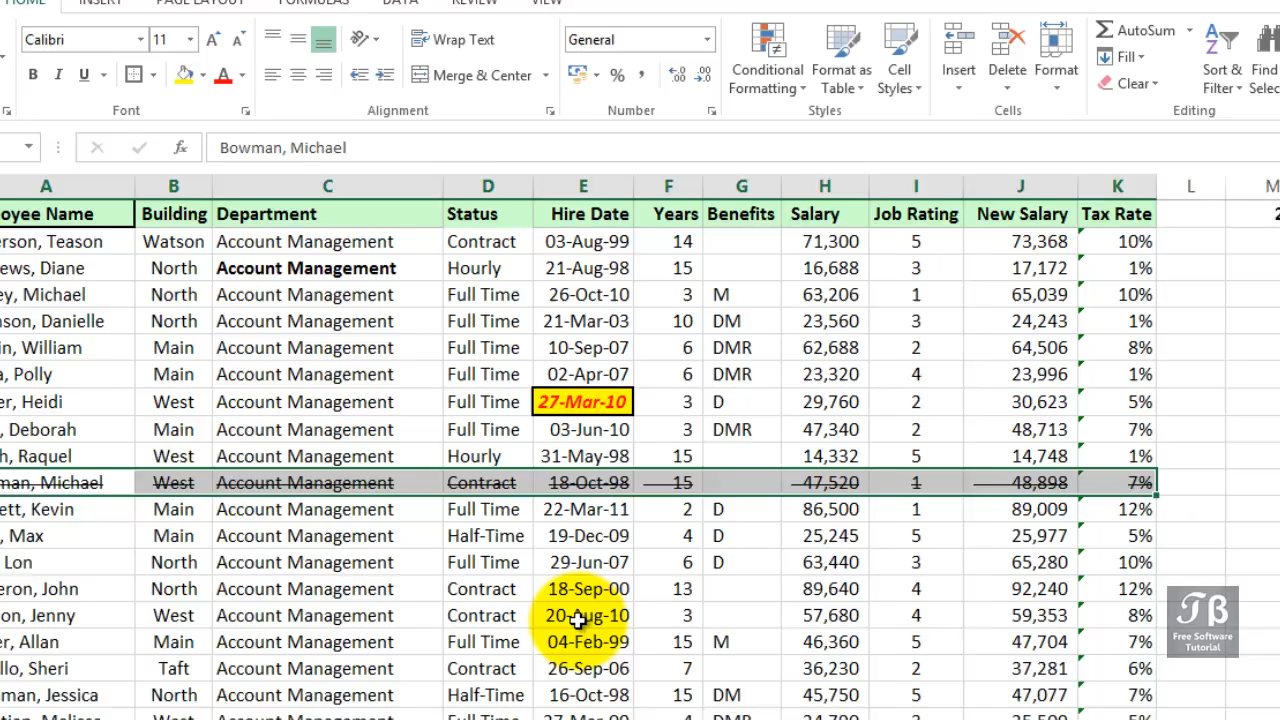 HOME INSERT PAGE LAYOUT FORMULAS DATA REVIEW VIEW
Calibri 11 Wrap Text General AutoSum
B I U Merge & Center % , Conditional Formatting Format as Table Cell Styles Insert Delete Format Fill Clear Sort & Filter Find
Font Alignment Number Styles Cells Editing
fx Bowman, Michael
A B C D E F G H I J K L M
oyee Name Building Department Status Hire Date Years Benefits Salary Job Rating New Salary Tax Rate 2
erson, Teason Watson Account Management Contract 03-Aug-99 14 71,300 5 73,368 10%
ews, Diane North Account Management Hourly 21-Aug-98 15 16,688 3 17,172 1%
ey, Michael North Account Management Full Time 26-Oct-10 3 M 63,206 1 65,039 10%
nson, Danielle North Account Management Full Time 21-Mar-03 10 DM 23,560 3 24,243 1%
in, William Main Account Management Full Time 10-Sep-07 6 DMR 62,688 2 64,506 8%
a, Polly Main Account Management Full Time 02-Apr-07 6 DMR 23,320 4 23,996 1%
er, Heidi West Account Management Full Time 27-Mar-10 3 D 29,760 2 30,623 5%
, Deborah Main Account Management Full Time 03-Jun-10 3 DMR 47,340 2 48,713 7%
h, Raquel West Account Management Hourly 31-May-98 15 14,332 5 14,748 1%
man, Michael West Account Management Contract 18-Oct-98 15 47,520 1 48,898 7%
ett, Kevin Main Account Management Full Time 22-Mar-11 2 D 86,500 1 89,009 12%
, Max Main Account Management Half-Time 19-Dec-09 4 D 25,245 5 25,977 5%
Lon North Account Management Full Time 29-Jun-07 6 D 63,440 3 65,280 10%
eron, John North Account Management Contract 18-Sep-00 13 89,640 4 92,240 12%
on, Jenny West Account Management Contract 20-Aug-10 3 57,680 4 59,353 8%
er, Allan Main Account Management Full Time 04-Feb-99 15 M 46,360 5 47,704 7%
llo, Sheri Taft Account Management Contract 26-Sep-06 7 36,230 2 37,281 6%
man, Jessica North Account Management Half-Time 16-Oct-98 15 DM 45,750 5 47,077 7%
West Account Management Full Time 4 DMR 3 5%
TB
Free Software
Tutorial